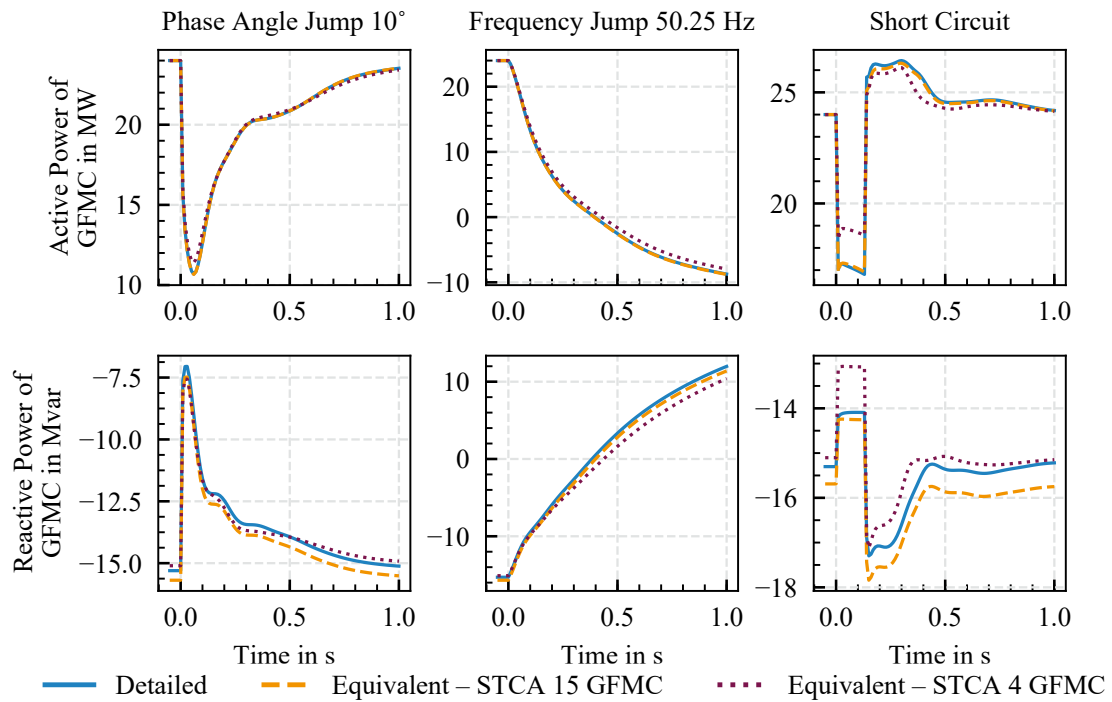 Phase Angle Jump 10° Frequency Jump 50.25 Hz Short Circuit
Active Power of
GFMC in MW
20
15
10
0.0 0.5 1.0
20
10
0
−10
0.0 0.5 1.0
25
20
0.0 0.5 1.0
Reactive Power of
GFMC in Mvar
−7.5
−10.0
−12.5
−15.0
0.0 0.5 1.0
10
0
−10
0.0 0.5 1.0
−14
−16
−18
0.0 0.5 1.0
Time in s Time in s Time in s
Detailed Equivalent – STCA 15 GFMC Equivalent – STCA 4 GFMC